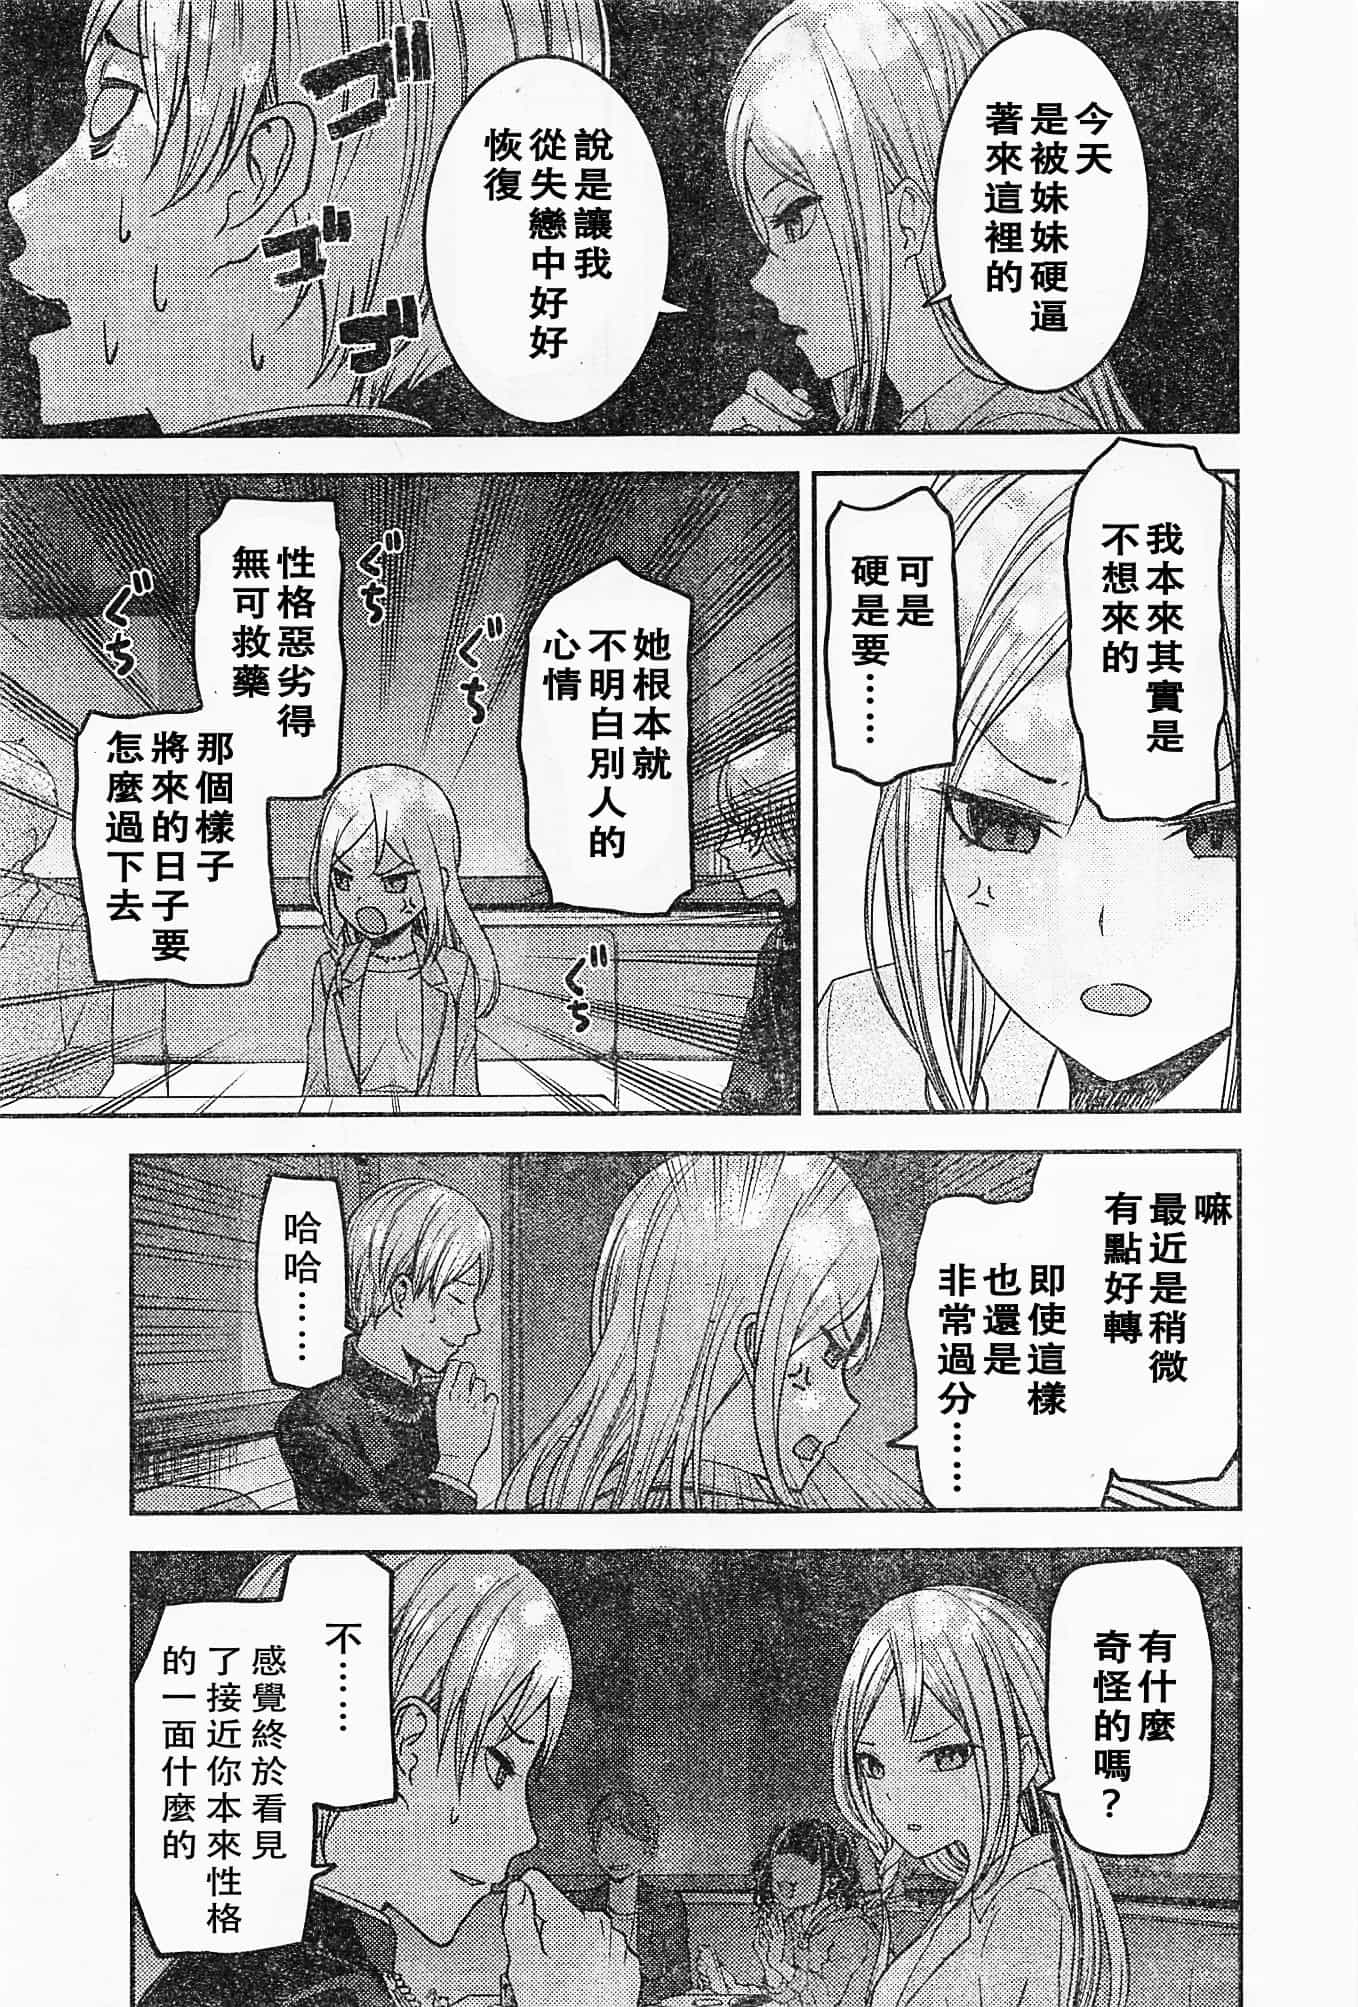 今天
是被妹妹硬逼
著來這裡的
說是讓我
從失戀中好好
恢復
ゴゴ
ゴゴ
ゴゴ
我本來其實是
不想來的
可是
硬是要……
她根本就
不明白別人的
心情
性格惡劣得
無可救藥
那個樣子
將來的日子要
怎麼過下去
ぐち
ぐち
ぐち
ぐち
嘛
最近是稍微
有點好轉
即使這樣
也還是
非常過分……
哈
哈……
有什麼
奇怪的嗎？
不……
感覺終於看見
了接近你本來性格
的一面什麼的